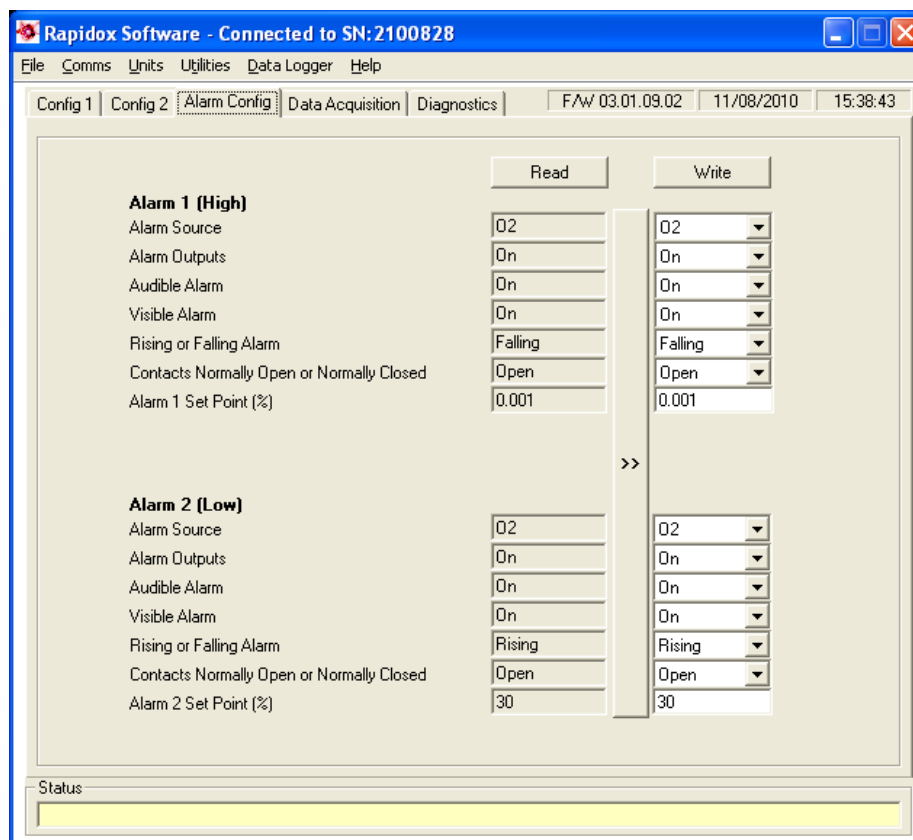 Rapidox Software - Connected to SN:2100828
File Comms Units Utilities Data Logger Help
Config 1 Config 2 Alarm Config Data Acquisition Diagnostics F/W 03.01.09.02 11/08/2010 15:38:43
Read Write
Alarm 1 (High)
Alarm Source O2 O2
Alarm Outputs On On
Audible Alarm On On
Visible Alarm On On
Rising or Falling Alarm Falling Falling
Contacts Normally Open or Normally Closed Open Open
Alarm 1 Set Point (%) 0.001 0.001
>>
Alarm 2 (Low)
Alarm Source O2 O2
Alarm Outputs On On
Audible Alarm On On
Visible Alarm On On
Rising or Falling Alarm Rising Rising
Contacts Normally Open or Normally Closed Open Open
Alarm 2 Set Point (%) 30 30
Status